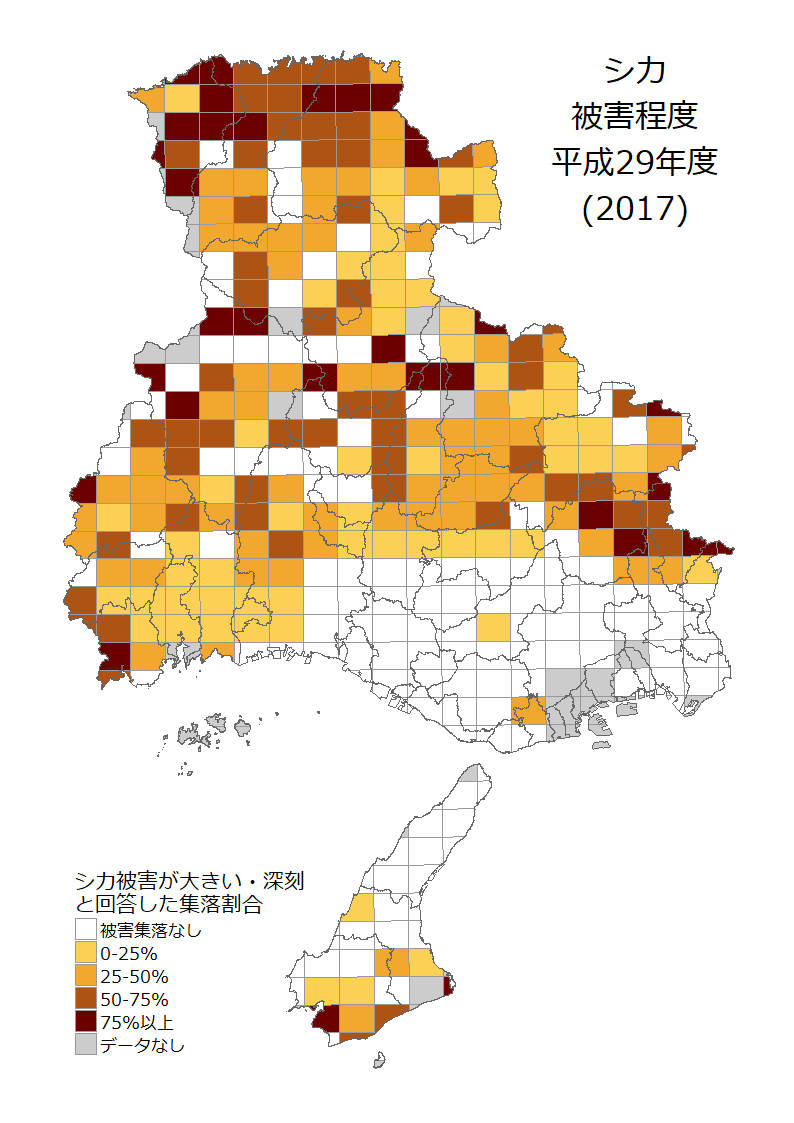 シカ
被害程度
平成29年度
(2017)
シカ被害が大きい・深刻
と回答した集落割合
被害集落なし
0-25%
25-50%
50-75%
75%以上
データなし